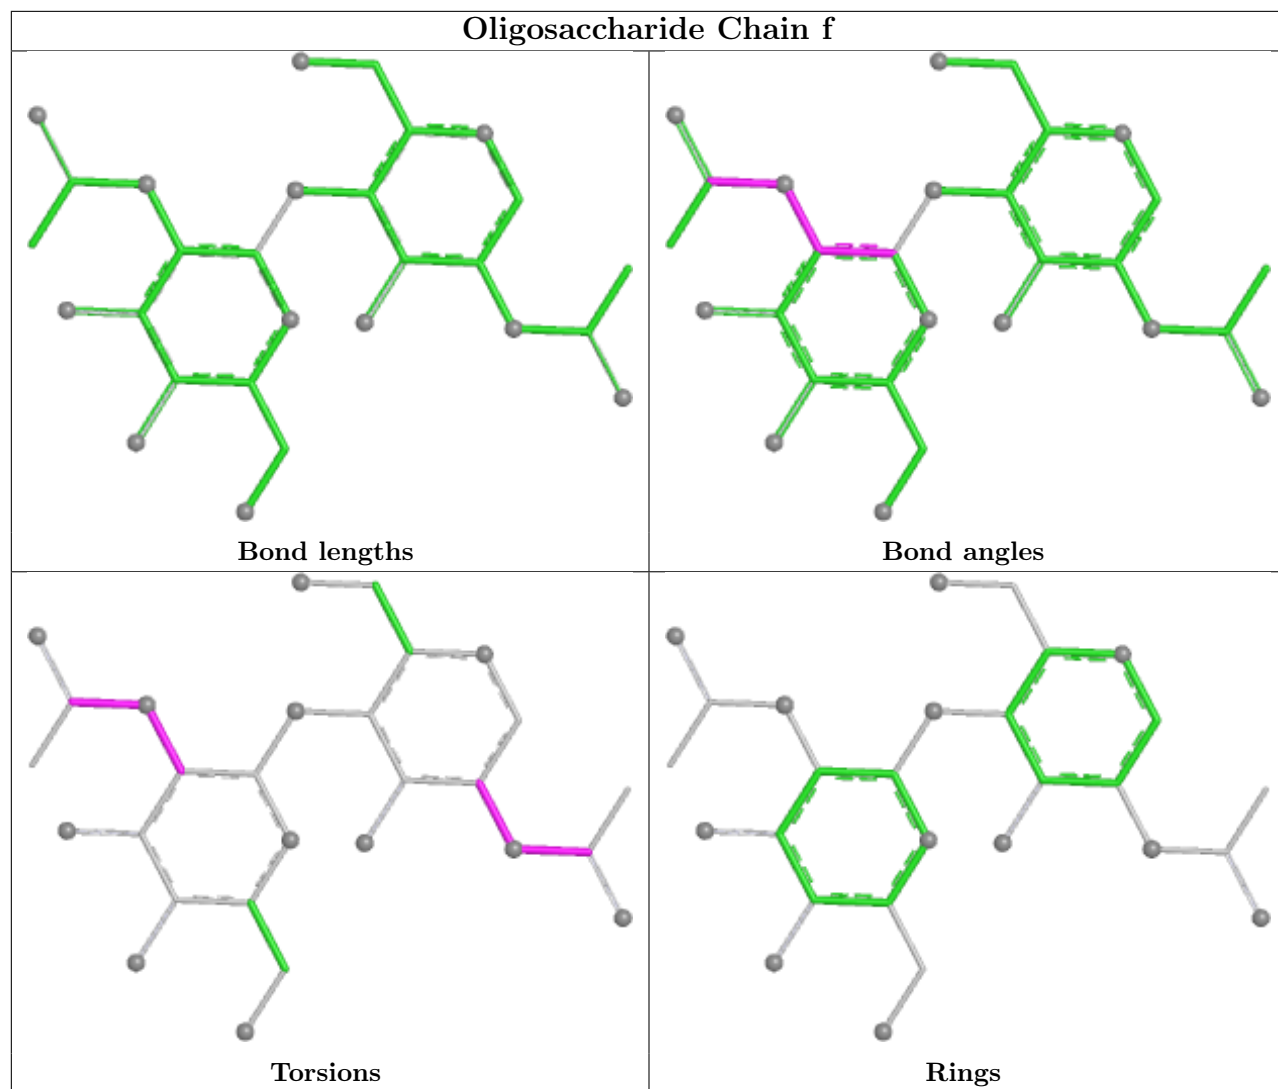 Oligosaccharide Chain f
Bond lengths
Bond angles
Torsions
Rings